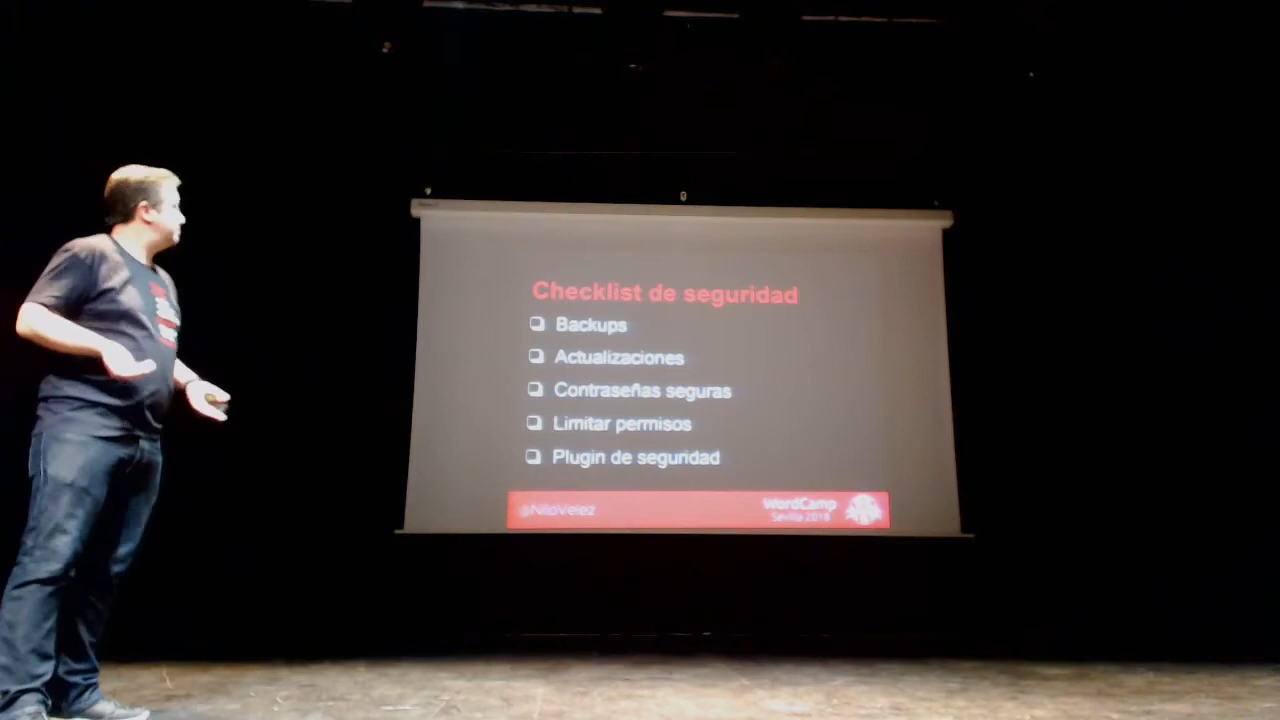 Checklist de seguridad
Backups
Actualizaciones
Contraseñas seguras
Limitar permisos
Plugin de seguridad
@NiloVelez
WordCamp
Sevilla 2018